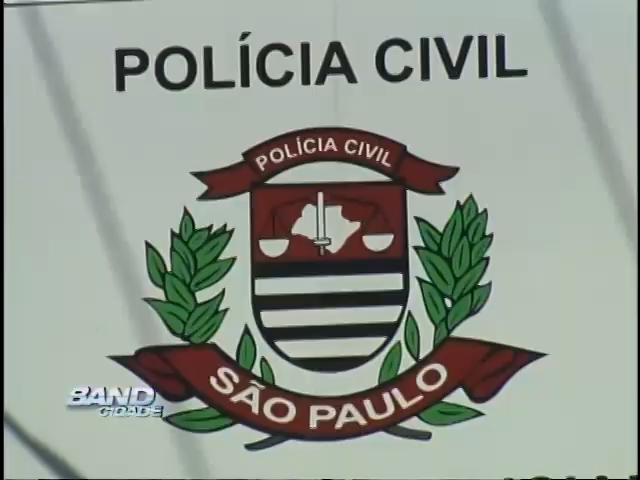 POLÍCIA CIVIL
POLÍCIA CIVIL
SÃO PAULO
BAND
CIDADE